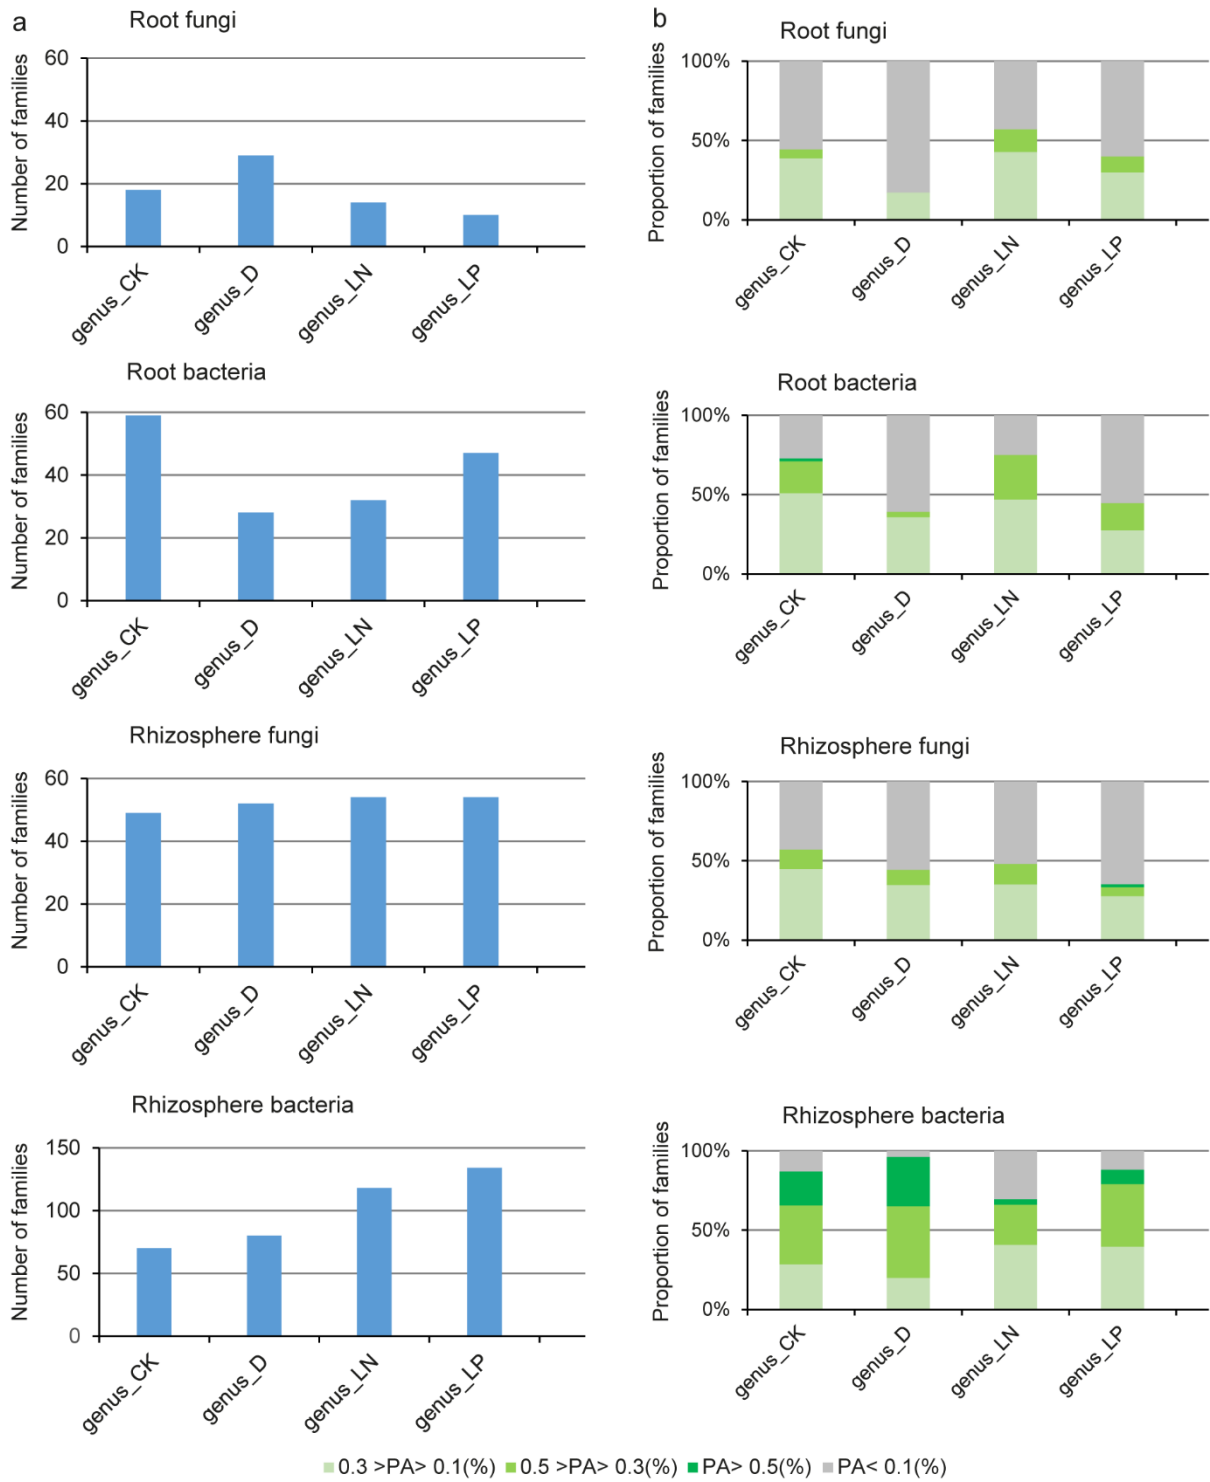 a
Root fungi
Number of families
60
40
20
0
genus_CK
genus_D
genus_LN
genus_LP
b
Root fungi
Proportion of families
100%
50%
0%
genus_CK
genus_D
genus_LN
genus_LP
Root bacteria
Number of families
60
40
20
0
genus_CK
genus_D
genus_LN
genus_LP
Root bacteria
Proportion of families
100%
50%
0%
genus_CK
genus_D
genus_LN
genus_LP
Rhizosphere fungi
Number of families
60
40
20
0
genus_CK
genus_D
genus_LN
genus_LP
Rhizosphere fungi
Proportion of families
100%
50%
0%
genus_CK
genus_D
genus_LN
genus_LP
Rhizosphere bacteria
Number of families
150
100
50
0
genus_CK
genus_D
genus_LN
genus_LP
Rhizosphere bacteria
Proportion of families
100%
50%
0%
genus_CK
genus_D
genus_LN
genus_LP
0.3 >PA> 0.1(%) 0.5 >PA> 0.3(%) PA> 0.5(%) PA< 0.1(%)